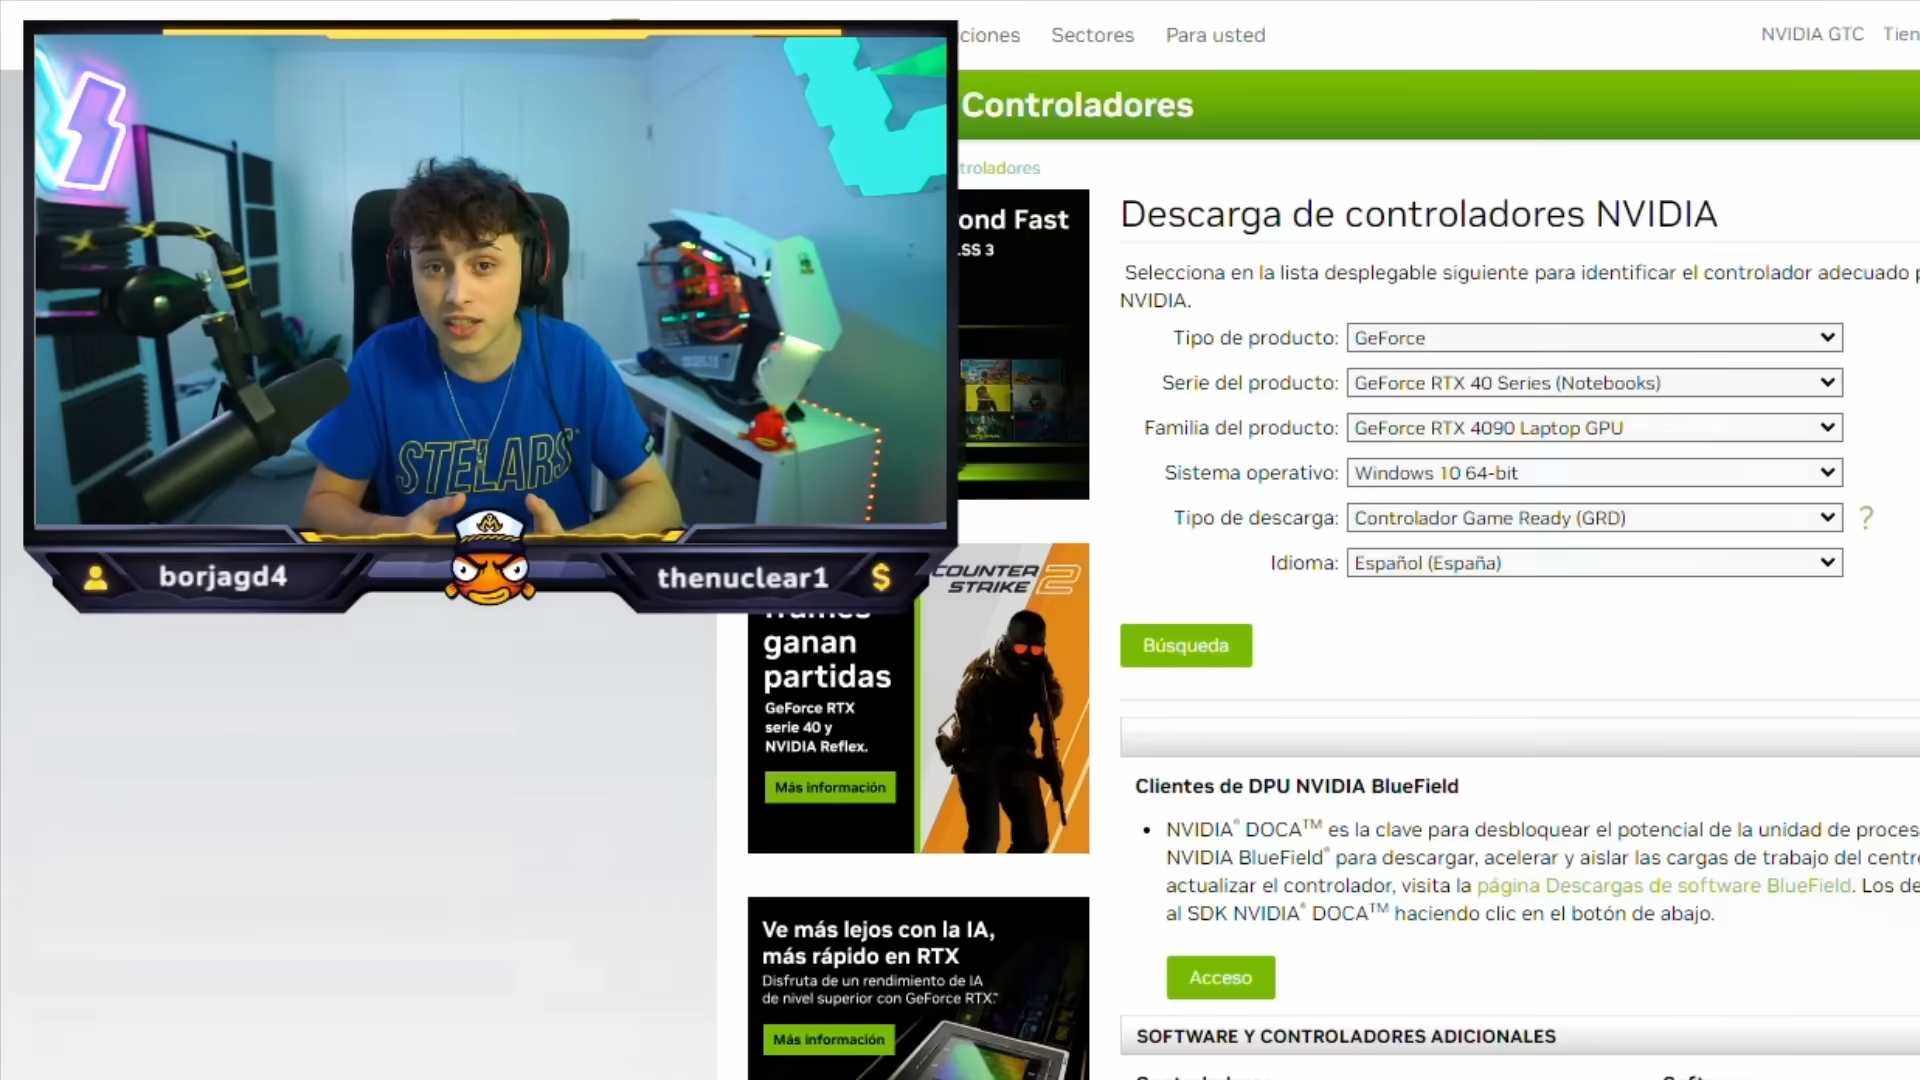 ciones Sectores Para usted
NVIDIA GTC
Controladores
troladores
STELARS
borjagd4
thenuclear1
$
ond Fast
SS 3
Descarga de controladores NVIDIA
Selecciona en la lista desplegable siguiente para identificar el controlador adecuado
NVIDIA.
Tipo de producto: GeForce
Serie del producto: GeForce RTX 40 Series (Notebooks)
Familia del producto: GeForce RTX 4090 Laptop GPU
Sistema operativo: Windows 10 64-bit
Tipo de descarga: Controlador Game Ready (GRD) ?
Idioma: Español (España)
Búsqueda
COUNTER
STRIKE 2
frames
ganan
partidas
GeForce RTX
serie 40 y
NVIDIA Reflex.
Más información
Clientes de DPU NVIDIA BlueField
• NVIDIA® DOCA™ es la clave para desbloquear el potencial de la unidad de proces
NVIDIA BlueField® para descargar, acelerar y aislar las cargas de trabajo del centr
actualizar el controlador, visita la página Descargas de software BlueField. Los de
al SDK NVIDIA® DOCA™ haciendo clic en el botón de abajo.
Acceso
Ve más lejos con la IA,
más rápido en RTX
Disfruta de un rendimiento de IA
de nivel superior con GeForce RTX™.
Más información
SOFTWARE Y CONTROLADORES ADICIONALES